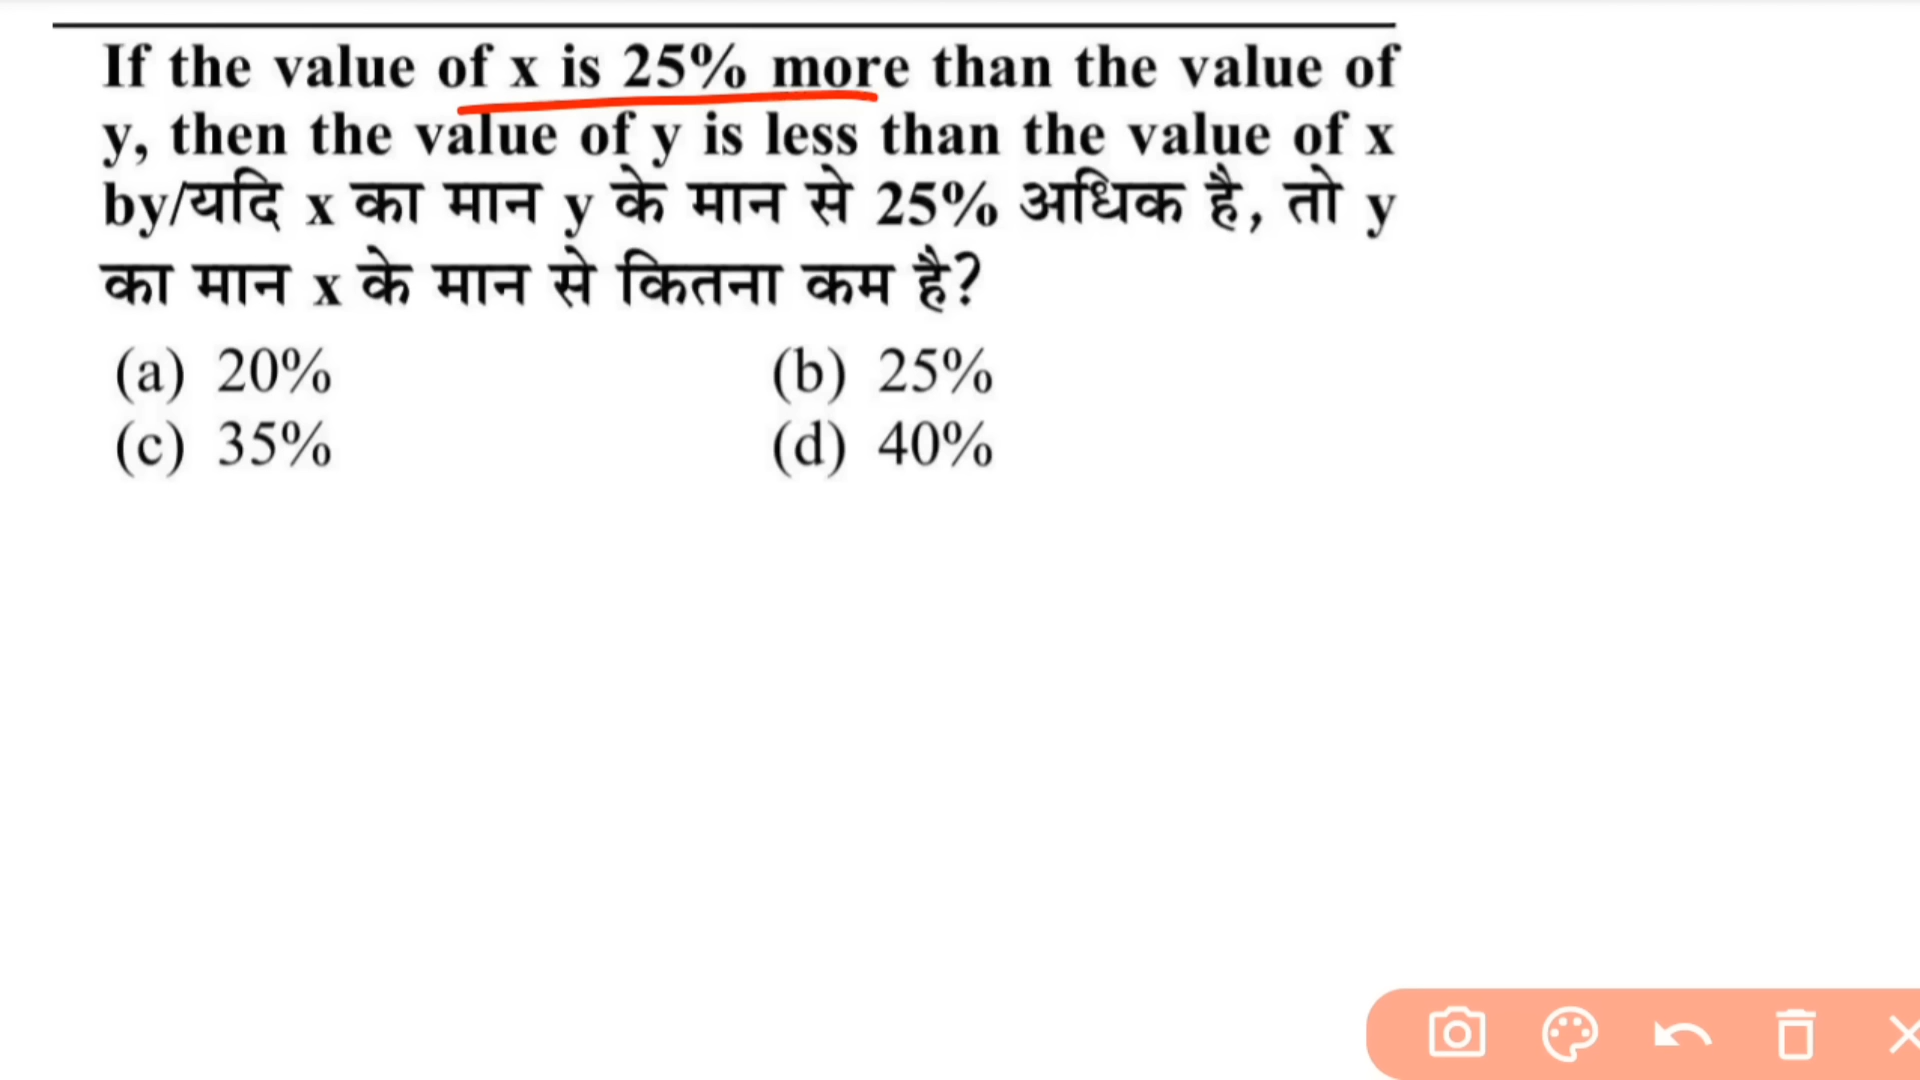 If the value of x is 25% more than the value of
y, then the value of y is less than the value of x
by/यदि x का मान y के मान से 25% अधिक है, तो y
का मान x के मान से कितना कम है?
(a) 20% (b) 25%
(c) 35% (d) 40%